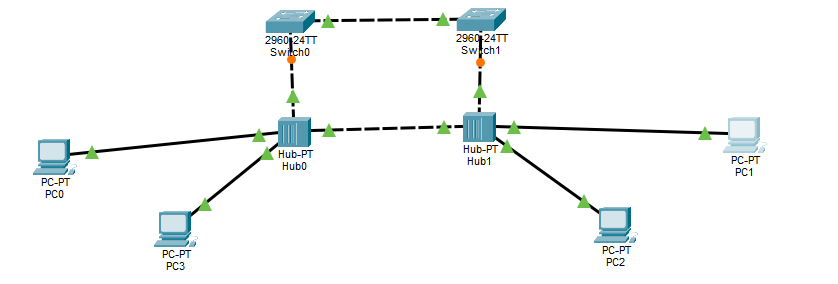 2960-24TT
Switch0
2960-24TT
Switch1
Hub-PT
Hub0
Hub-PT
Hub1
PC-PT
PC0
PC-PT
PC3
PC-PT
PC1
PC-PT
PC2